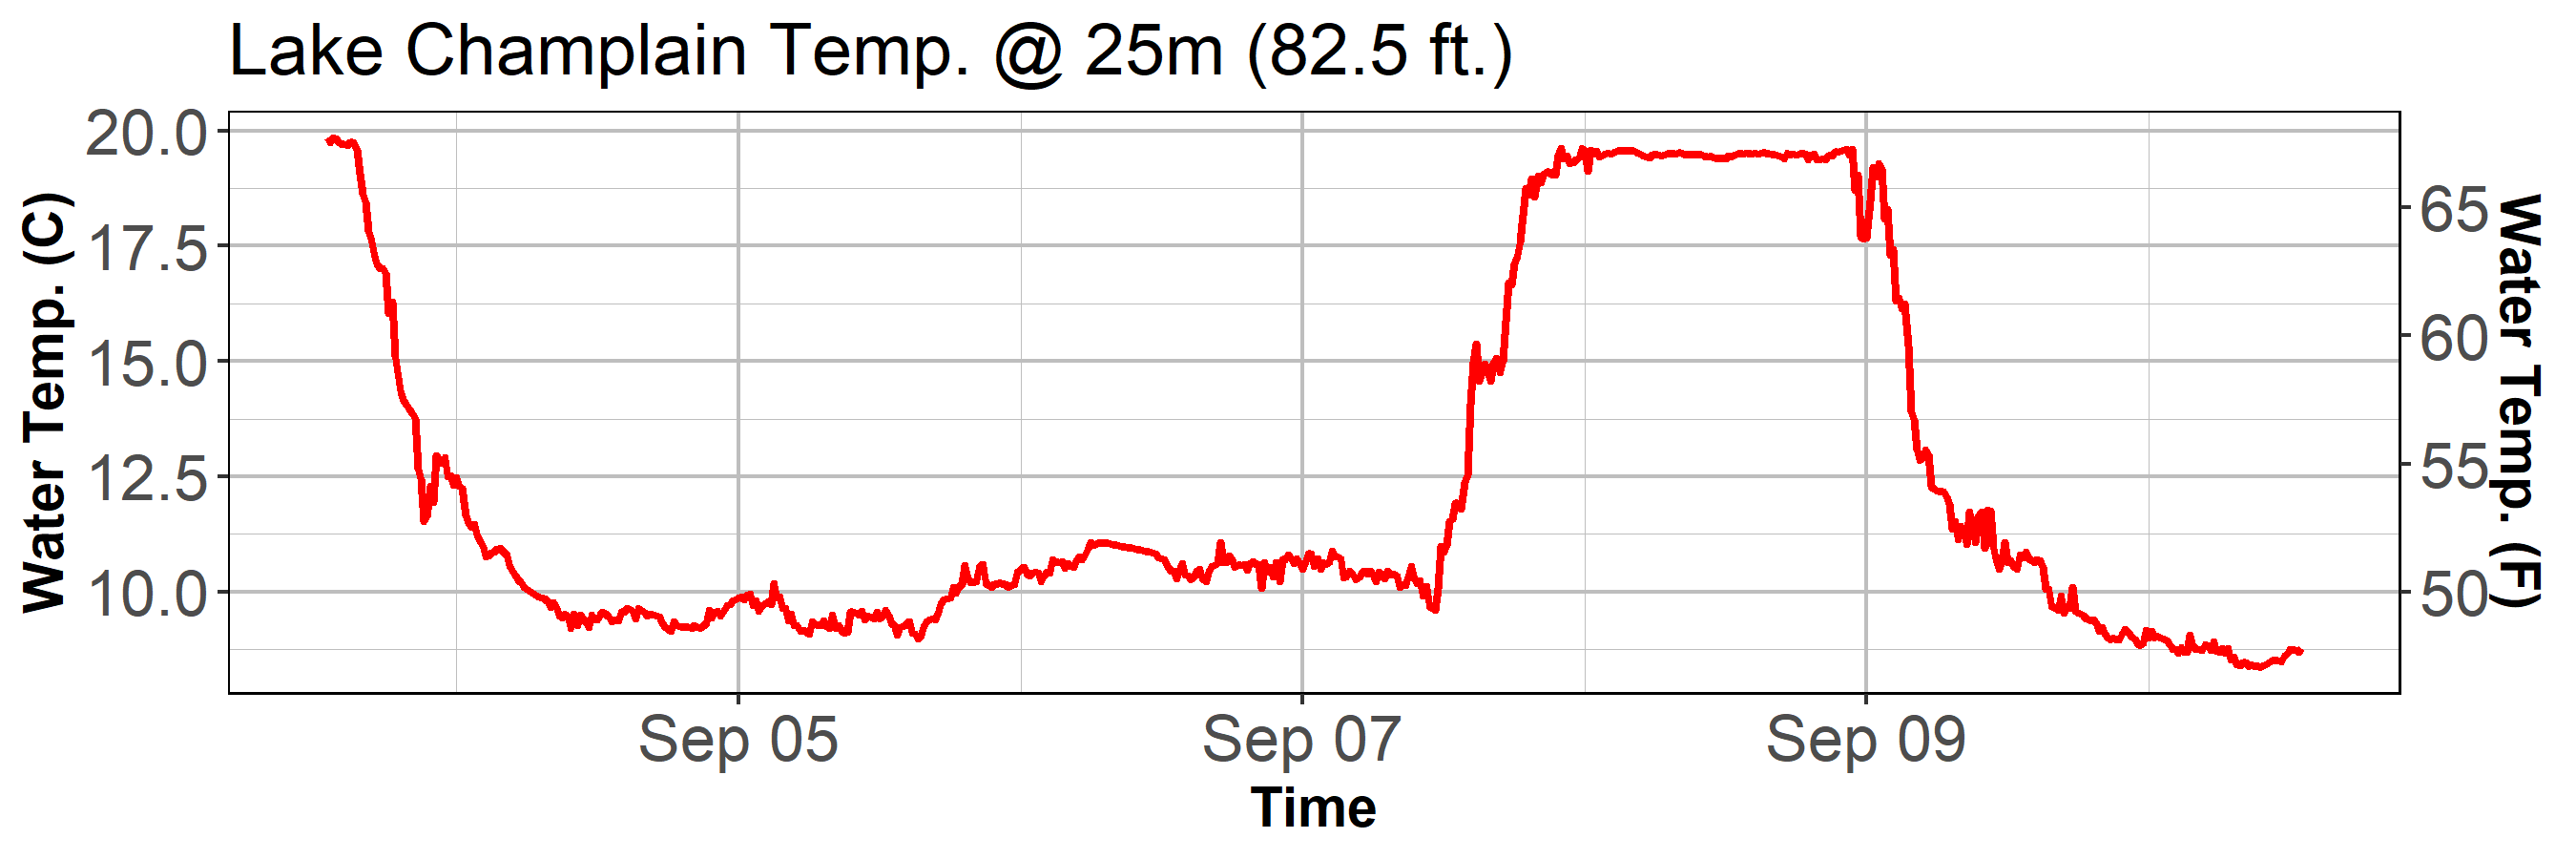 Lake Champlain Temp. @ 25m (82.5 ft.)
Water Temp. (C)
20.0
17.5
15.0
12.5
10.0
65
60
55
50
Water Temp. (F)
Sep 05
Sep 07
Sep 09
Time